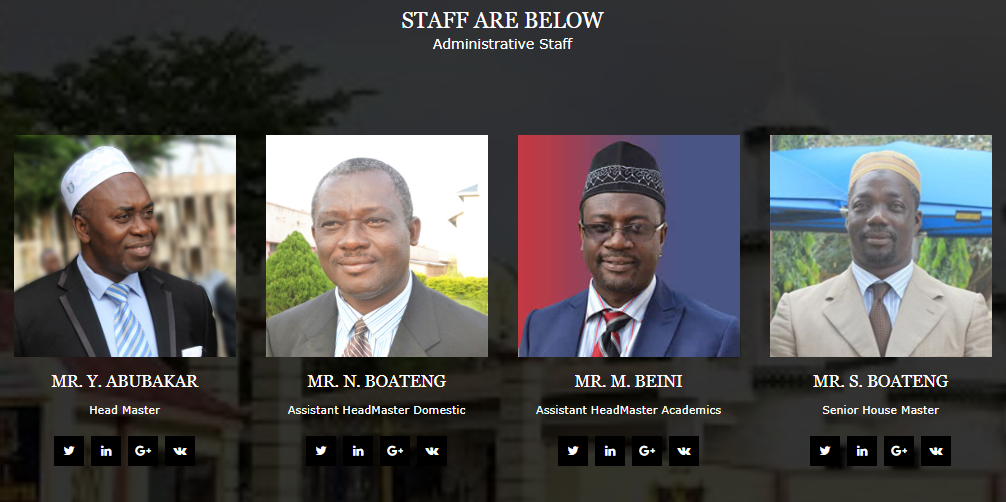 STAFF ARE BELOW
Administrative Staff
MR. Y. ABUBAKAR
Head Master
MR. N. BOATENG
Assistant HeadMaster Domestic
MR. M. BEINI
Assistant HeadMaster Academics
MR. S. BOATENG
Senior House Master